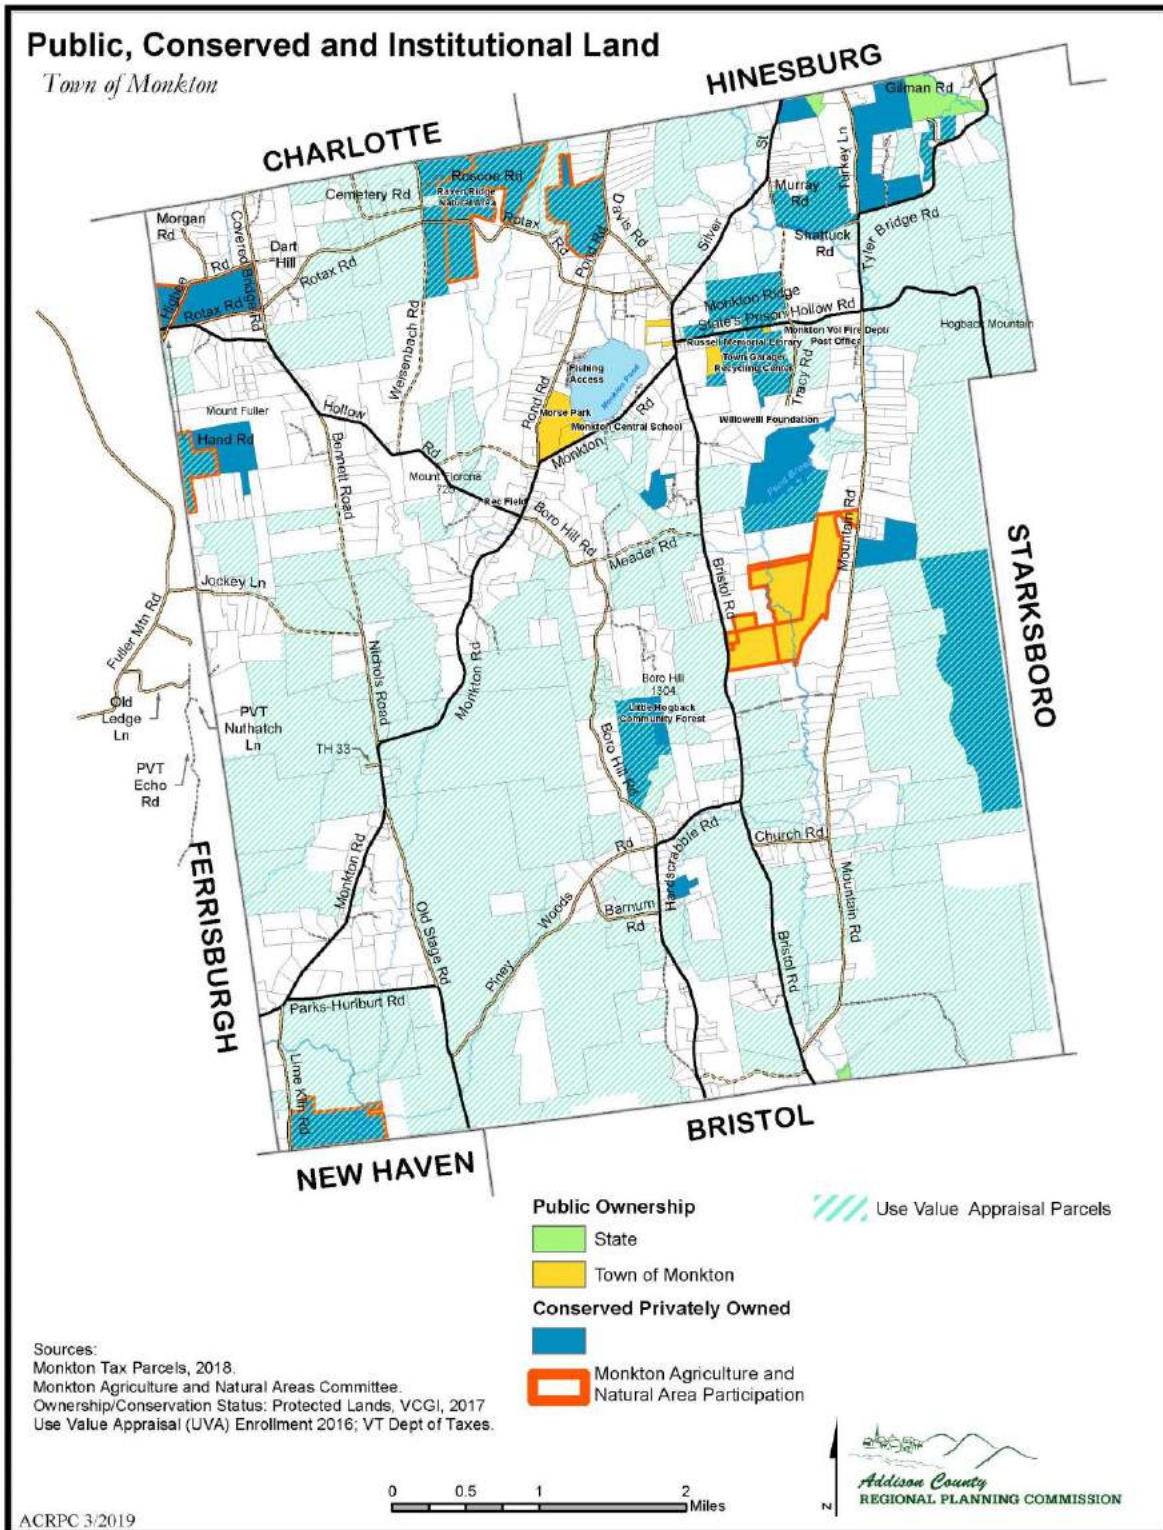 Public, Conserved and Institutional Land
Town of Monkton
HINESBURG
CHARLOTTE
Gilman Rd
St
Turkey Ln
Roscoe Rd
Cemetery Rd
Raven Ridge
Natural Area
Murray
Rd
Morgan
Rd
Covered Bridge Rd
Rotax
Rd
Davis Rd
Silver
Shattuck
Rd
Tyler Bridge Rd
Dart
Hill
Rd
Rotax Rd
Pond Rd
Higbee
Rotax Rd
Monkton Ridge
State's Prison Hollow Rd
Hogback Mountain
Monkton Vol Fire Dept/
Post Office
Russell Memorial Library
Town Garage/
Recycling Center
Tracy Rd
Weisenbach Rd
Fishing
Access
Monkton Pond
Pond Rd
Mount Fuller
Hollow
Rd
Morse Park
Monkton Central School
Rd
Monkton
Willowell Foundation
Hand Rd
Bennett Road
Mount Florona
Pond Brook
Rec Field
Boro Hill Rd
Meader Rd
Mountain Rd
STARKSBORO
Bristol Rd
Jockey Ln
Fuller Mtn Rd
Nichols Road
Monkton Rd
Boro Hill
1304
Little Hogback
Community Forest
Old
Ledge
Ln
PVT
Nuthatch
Ln
Boro Hill Rd
TH 33
PVT
Echo
Rd
FERRISBURGH
Monkton Rd
Rd
Hardscrabble Rd
Church Rd
Woods
Barnum
Rd
Mountain Rd
Old Stage Rd
Piney
Bristol Rd
Parks-Hurlburt Rd
Lime Kiln Rd
BRISTOL
NEW HAVEN
Public Ownership
State
Town of Monkton
Conserved Privately Owned
Monkton Agriculture and
Natural Area Participation
Use Value Appraisal Parcels
Sources:
Monkton Tax Parcels, 2018.
Monkton Agriculture and Natural Areas Committee.
Ownership/Conservation Status: Protected Lands, VCGI, 2017
Use Value Appraisal (UVA) Enrollment 2016; VT Dept of Taxes.
0 0.5 1 2
Miles
N
Addison County
REGIONAL PLANNING COMMISSION
ACRPC 3/2019